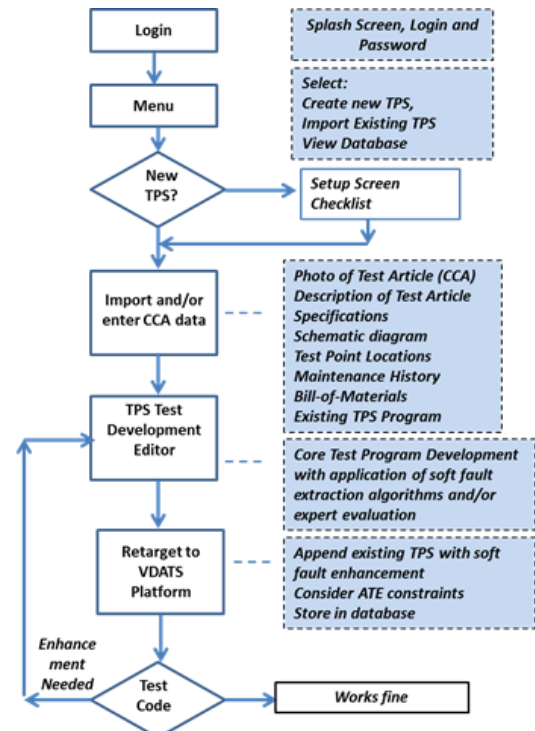 Login
Splash Screen, Login and
Password
Menu
Select:
Create new TPS,
Import Existing TPS
View Database
New
TPS?
Setup Screen
Checklist
Import and/or
enter CCA data
Photo of Test Article (CCA)
Description of Test Article
Specifications
Schematic diagram
Test Point Locations
Maintenance History
Bill-of-Materials
Existing TPS Program
TPS Test
Development
Editor
Core Test Program Development
with application of soft fault
extraction algorithms and/or
expert evaluation
Retarget to
VDATS
Platform
Append existing TPS with soft
fault enhancement
Consider ATE constraints
Store in database
Enhance
ment
Needed
Test
Code
Works fine